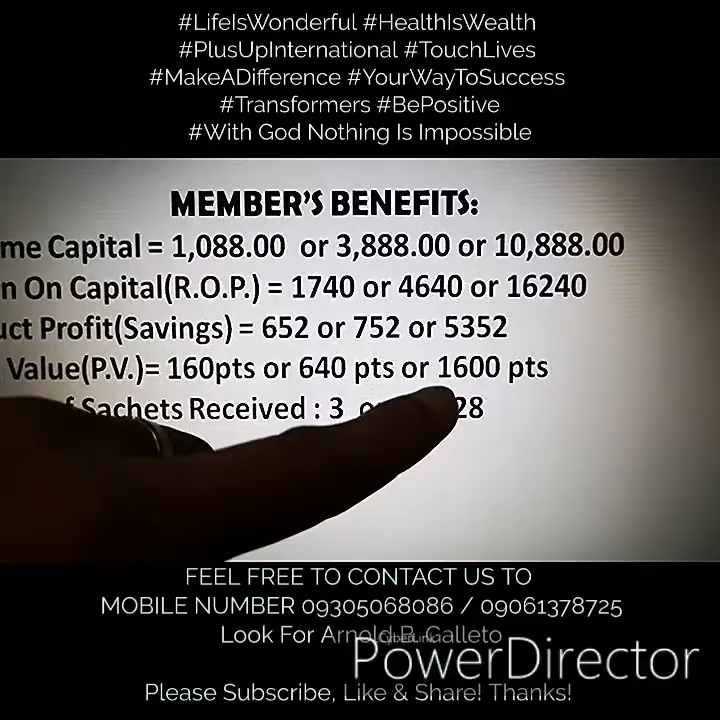 #LifeIsWonderful #HealthIsWealth
#PlusUpInternational #TouchLives
#MakeADifference #YourWayToSuccess
#Transformers #BePositive
#With God Nothing Is Impossible
MEMBER'S BENEFITS:
me Capital = 1,088.00 or 3,888.00 or 10,888.00
n On Capital(R.O.P.) = 1740 or 4640 or 16240
uct Profit(Savings) = 652 or 752 or 5352
Value(P.V.)= 160pts or 640 pts or 1600 pts
Sachets Received : 3 28
FEEL FREE TO CONTACT US TO
MOBILE NUMBER 09305068086 / 09061378725
Look For Arnold B. Galleto
CyberLink
PowerDirector
Please Subscribe, Like & Share! Thanks!